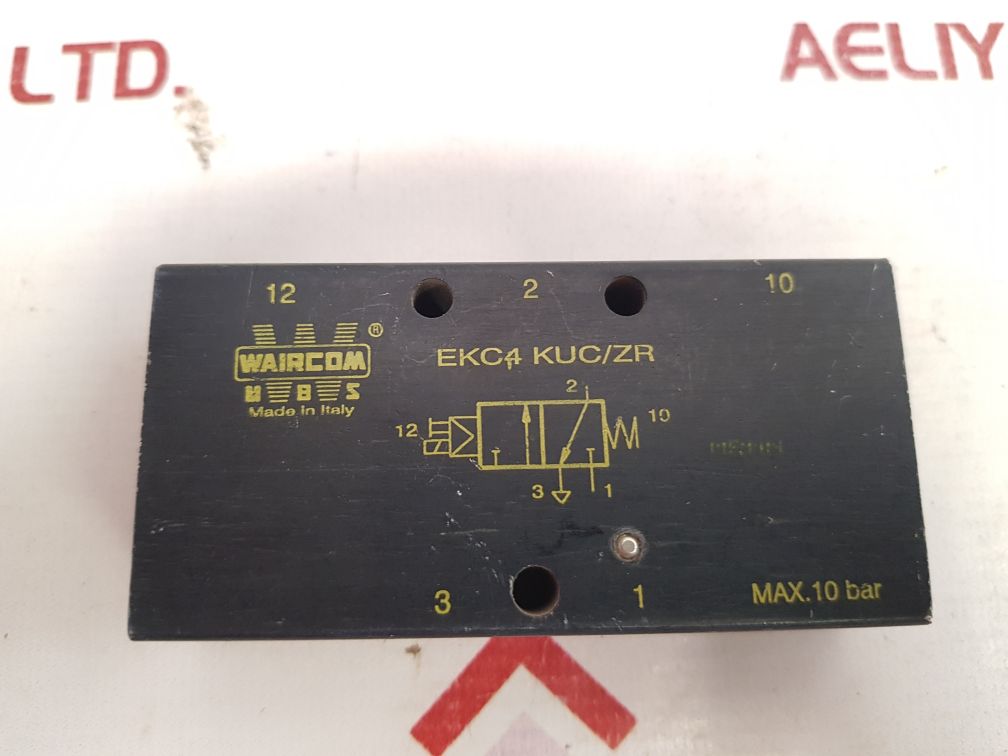 LTD.
AELIY
12 2 10
WAIRCOM ®
M B S
Made in Italy
EKC4 KUC/ZR
2
12 10
3 1
3 1 MAX.10 bar